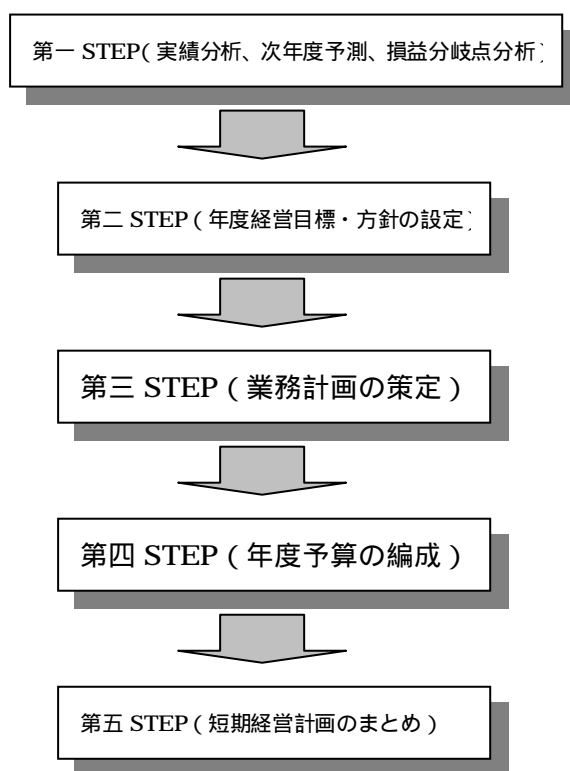 第一 STEP（実績分析、次年度予測、損益分岐点分析）
第二 STEP（年度経営目標・方針の設定）
第三 STEP（業務計画の策定）
第四 STEP（年度予算の編成）
第五 STEP（短期経営計画のまとめ）